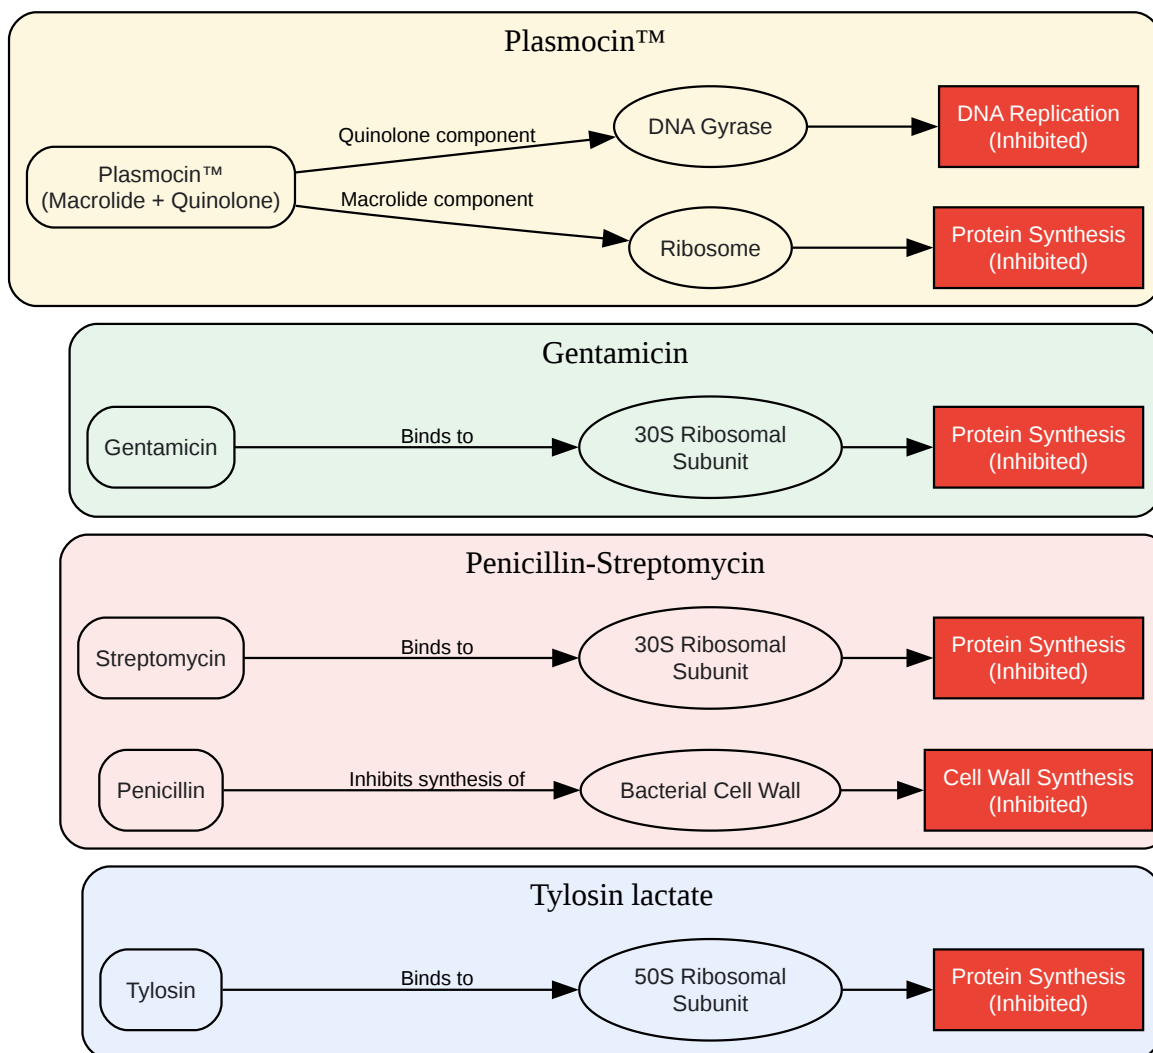 Plasmocin™
Quinolone component
DNA Gyrase
DNA Replication
(Inhibited)
Plasmocin™
(Macrolide + Quinolone)
Macrolide component
Ribosome
Protein Synthesis
(Inhibited)
Gentamicin
Gentamicin
Binds to
30S Ribosomal
Subunit
Protein Synthesis
(Inhibited)
Penicillin-Streptomycin
Streptomycin
Binds to
30S Ribosomal
Subunit
Protein Synthesis
(Inhibited)
Penicillin
Inhibits synthesis of
Bacterial Cell Wall
Cell Wall Synthesis
(Inhibited)
Tylosin lactate
Tylosin
Binds to
50S Ribosomal
Subunit
Protein Synthesis
(Inhibited)